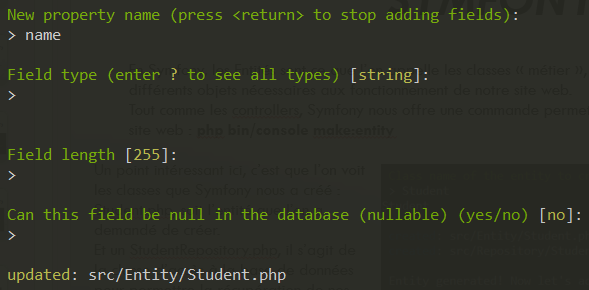 New property name (press <return> to stop adding fields):
> name
Field type (enter ? to see all types) [string]:
>
Field length [255]:
>
Can this field be null in the database (nullable) (yes/no) [no]:
>
updated: src/Entity/Student.php